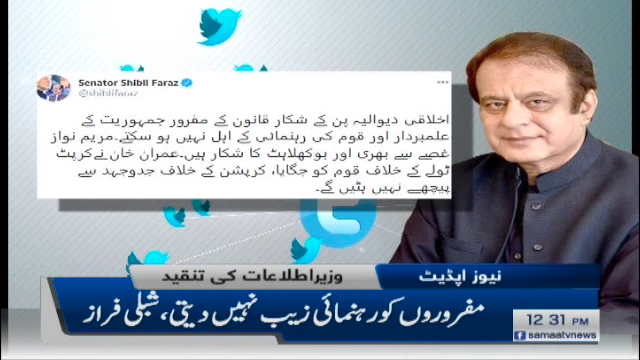 Senator Shibli Faraz
@shiblifaraz
اخلاقی دیوالیہ پن کے شکار قانون کے مفرور جمہوریت کے
علمبردار اور قوم کی رہنمائی کے اہل نہیں ہو سکتے۔مریم نواز
غصے سے بھری اور بوکھلاہٹ کا شکار ہیں۔عمران خان نےکرپٹ
ٹولے کے خلاف قوم کو جگایا، کرپشن کے خلاف جدوجہد سے
پیچھے نہیں ہٹیں گے۔
نیوز اپڈیٹ
وزیراطلاعات کی تنقید
مفروروں کو رہنمائی زیب نہیں دیتی، شبلی فراز
12 31 PM
samaatvnews